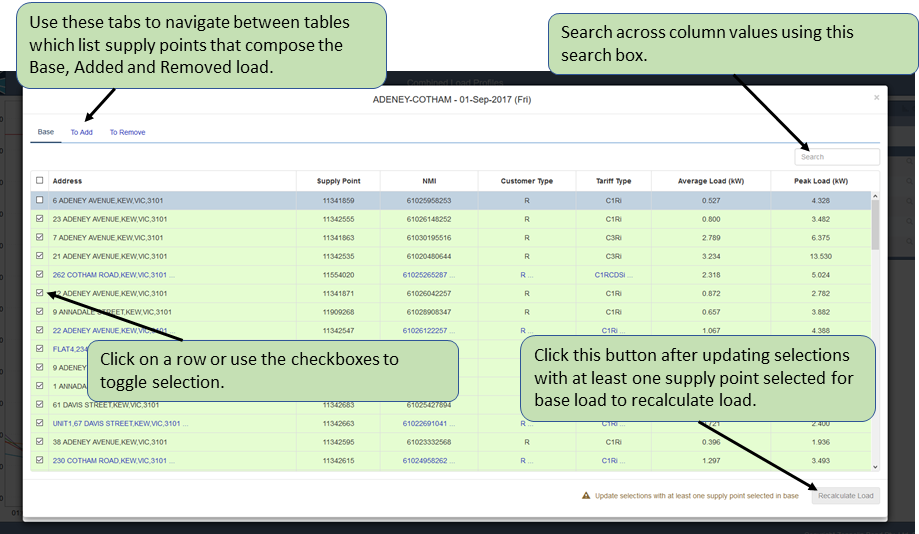 Use these tabs to navigate between tables
which list supply points that compose the
Base, Added and Removed load.
Search across column values using this
search box.
Combined Load Profiles
ADENEY-COTHAM - 01-Sep-2017 (Fri)
×
Base To Add To Remove
Search
Address Supply Point NMI Customer Type Tariff Type Average Load (kW) Peak Load (kW)
6 ADENEY AVENUE,KEW,VIC,3101 11341859 61025958253 R C1Ri 0.527 4.328
23 ADENEY AVENUE,KEW,VIC,3101 11342555 61026148252 R C1Ri 0.800 3.482
7 ADENEY AVENUE,KEW,VIC,3101 11341863 61030195516 R C3Ri 2.789 6.375
21 ADENEY AVENUE,KEW,VIC,3101 11342535 61020480644 R C3Ri 3.234 13.530
262 COTHAM ROAD,KEW,VIC,3101 ... 11554020 61025265287 ... R ... C1RCDSi ... 2.318 5.024
ADENEY AVENUE,KEW,VIC,3101 11341871 61026042257 R C1Ri 0.872 2.782
9 ANNADALE STREET,KEW,VIC,3101 11909268 61028908347 R C1Ri 0.657 3.882
22 ADENEY AVENUE,KEW,VIC,3101 11342547 61026122257 ... R ... C1Ri ... 1.067 4.388
FLAT4,234
9 ADENEY
1 ANNADA
Click on a row or use the checkboxes to
toggle selection.
Click this button after updating selections
with at least one supply point selected for
base load to recalculate load.
61 DAVIS STREET,KEW,VIC,3101 11342683 61025427894
UNIT1,67 DAVIS STREET,KEW,VIC,3101 ... 11342663 61022691041 ... R ... C1Ri 2.400
38 ADENEY AVENUE,KEW,VIC,3101 11342595 61023332568 R C1Ri 0.396 1.936
230 COTHAM ROAD,KEW,VIC,3101 ... 11342615 61024958262 ... R ... C1Ri ... 1.297 3.493
Update selections with at least one supply point selected in base Recalculate Load